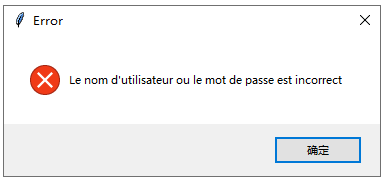 Error
Le nom d'utilisateur ou le mot de passe est incorrect
确定